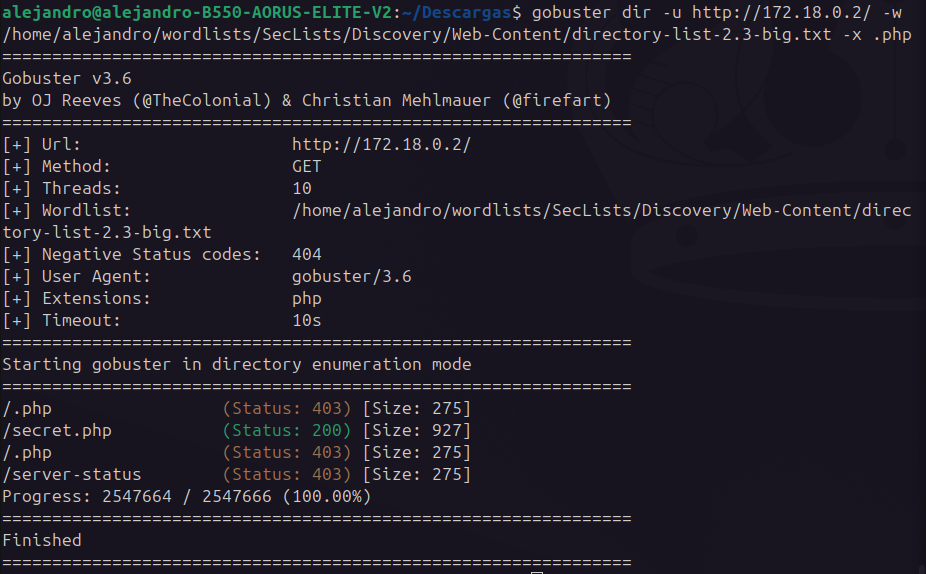 alejandro@alejandro-B550-AORUS-ELITE-V2:~/Descargas$ gobuster dir -u http://172.18.0.2/ -w
/home/alejandro/wordlists/SecLists/Discovery/Web-Content/directory-list-2.3-big.txt -x .php
===============================================================
Gobuster v3.6
by OJ Reeves (@TheColonial) & Christian Mehlmauer (@firefart)
===============================================================
[+] Url:                     http://172.18.0.2/
[+] Method:                  GET
[+] Threads:                 10
[+] Wordlist:                /home/alejandro/wordlists/SecLists/Discovery/Web-Content/direc
tory-list-2.3-big.txt
[+] Negative Status codes:   404
[+] User Agent:              gobuster/3.6
[+] Extensions:              php
[+] Timeout:                 10s
===============================================================
Starting gobuster in directory enumeration mode
===============================================================
/.php                 (Status: 403) [Size: 275]
/secret.php           (Status: 200) [Size: 927]
/.php                 (Status: 403) [Size: 275]
/server-status        (Status: 403) [Size: 275]
Progress: 2547664 / 2547666 (100.00%)
===============================================================
Finished
===============================================================